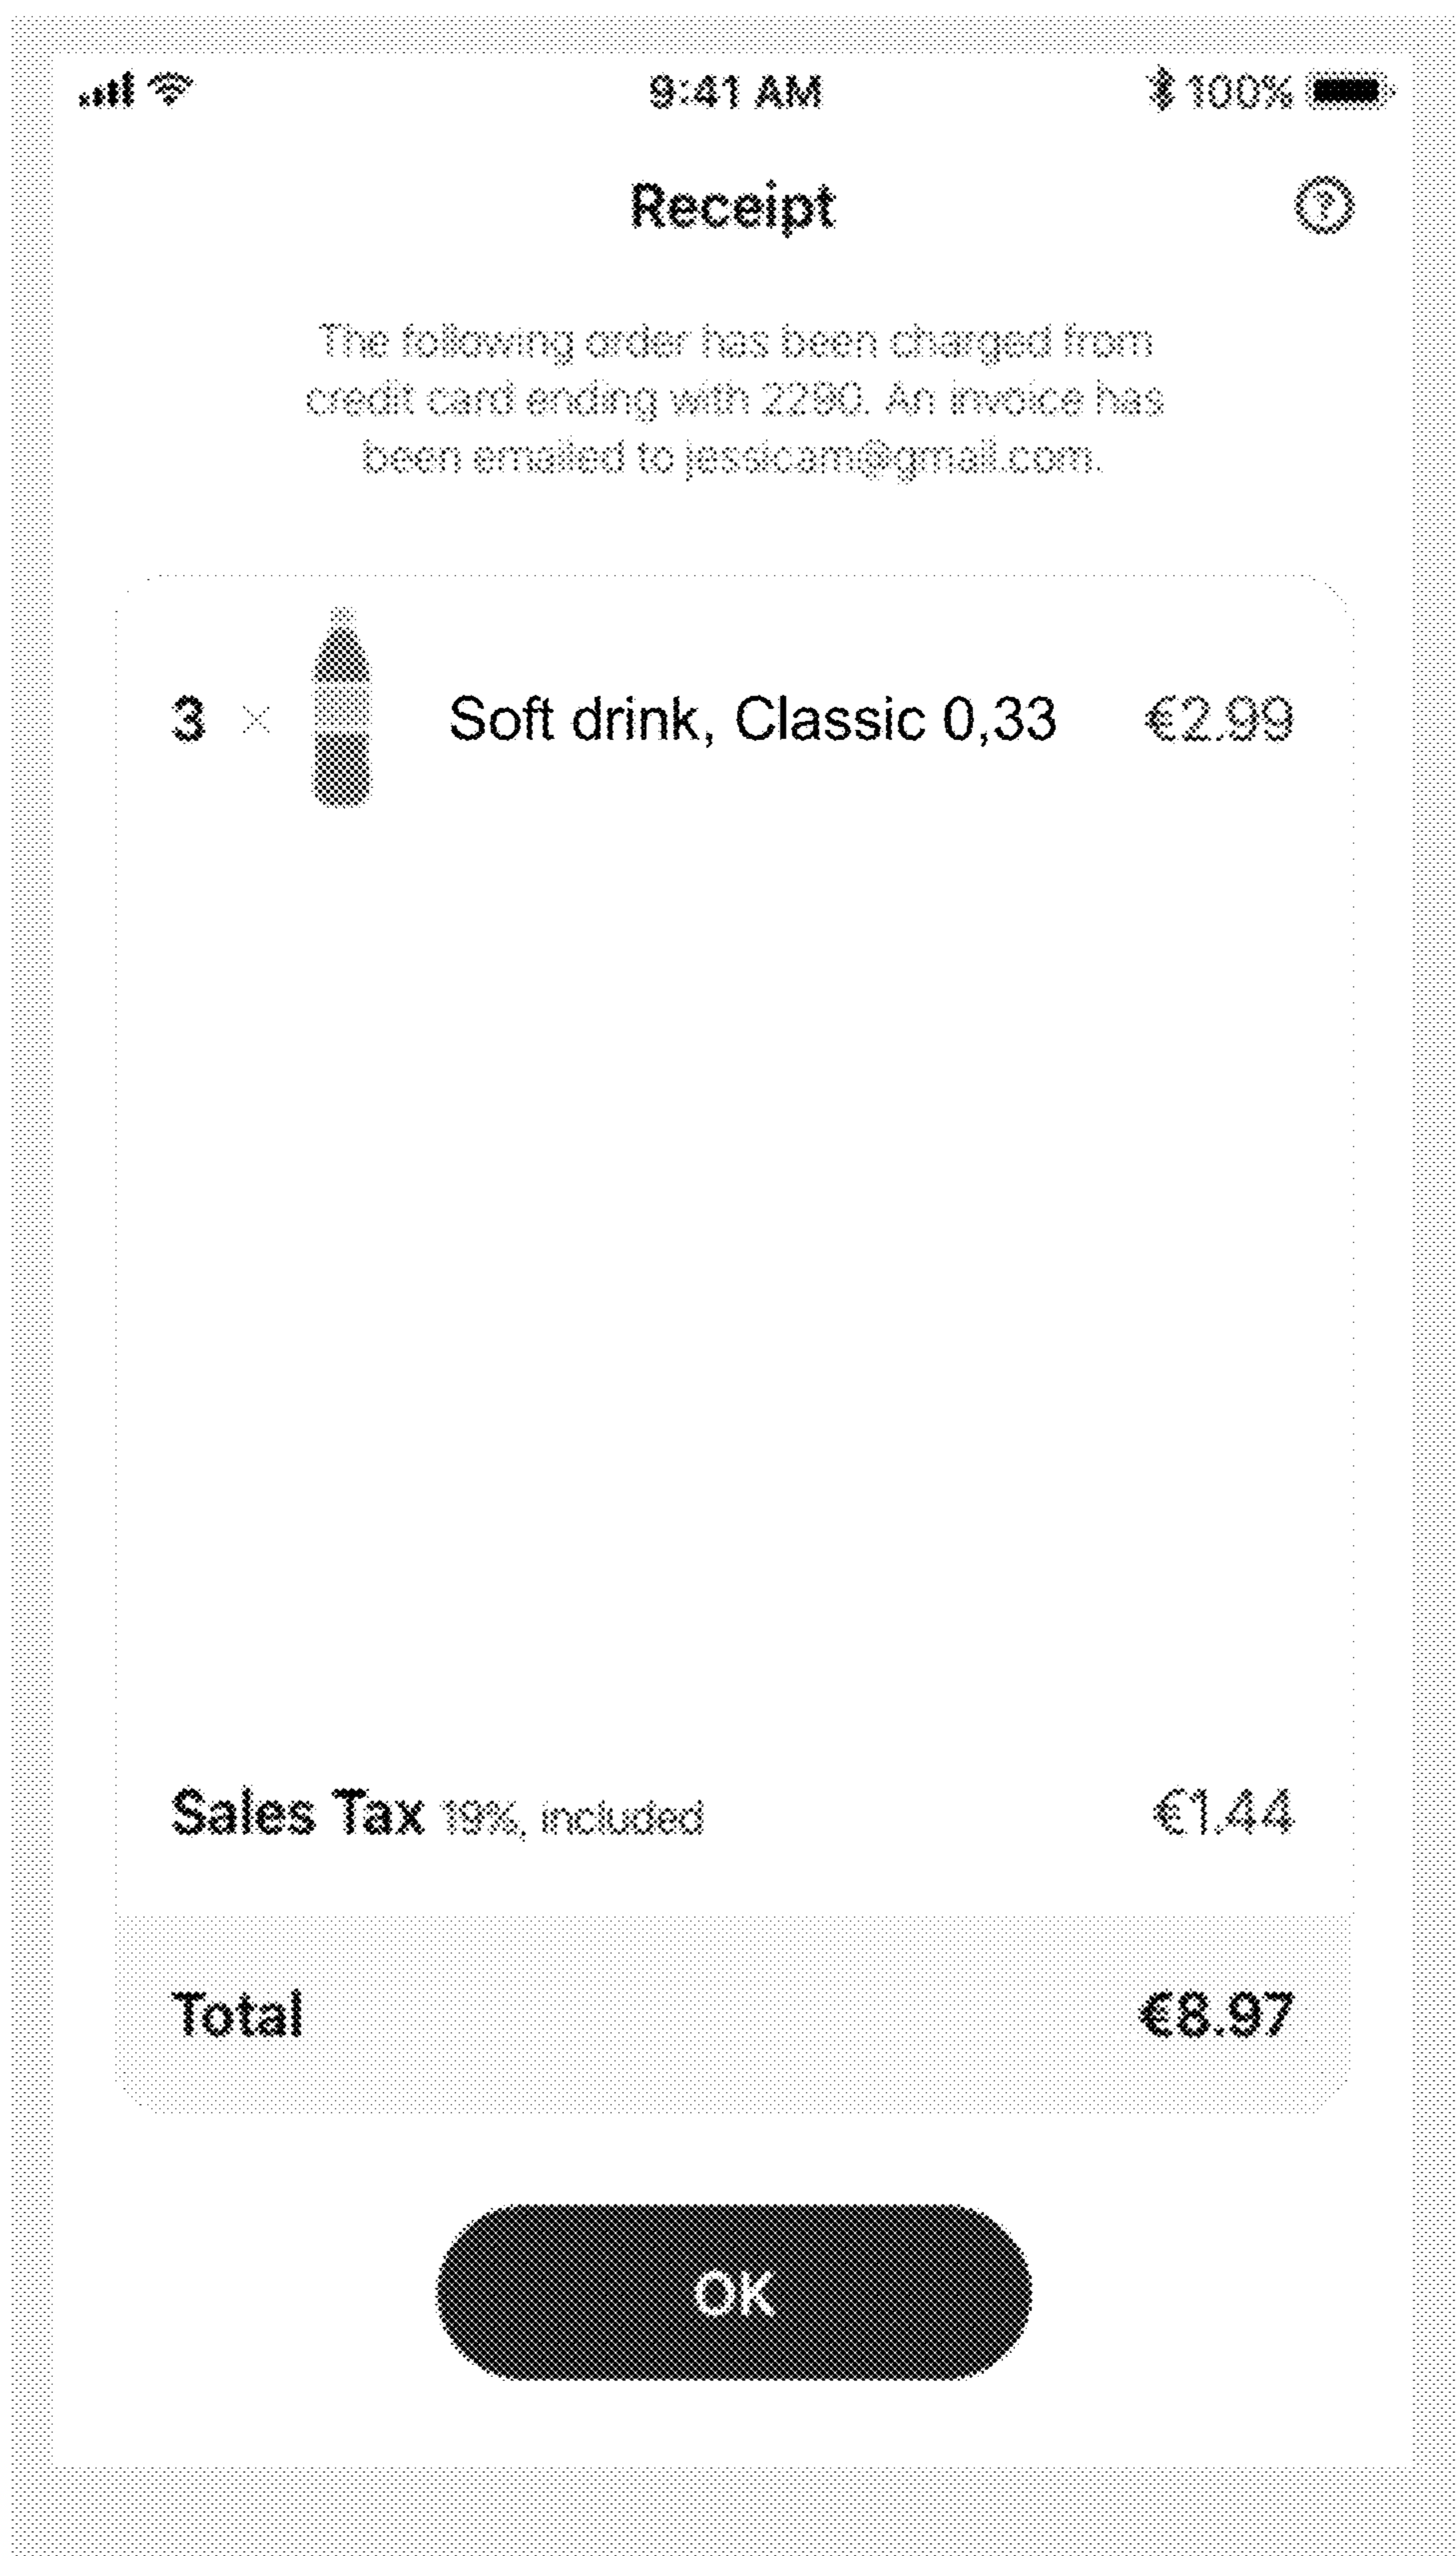 9:41 AM 100%
Receipt ?
The following order has been charged from
credit card ending with 2290. An invoice has
been emailed to jessicam@gmail.com.
3 × Soft drink, Classic 0,33 €2.99
Sales Tax 19%, included €1.44
Total €8.97
OK